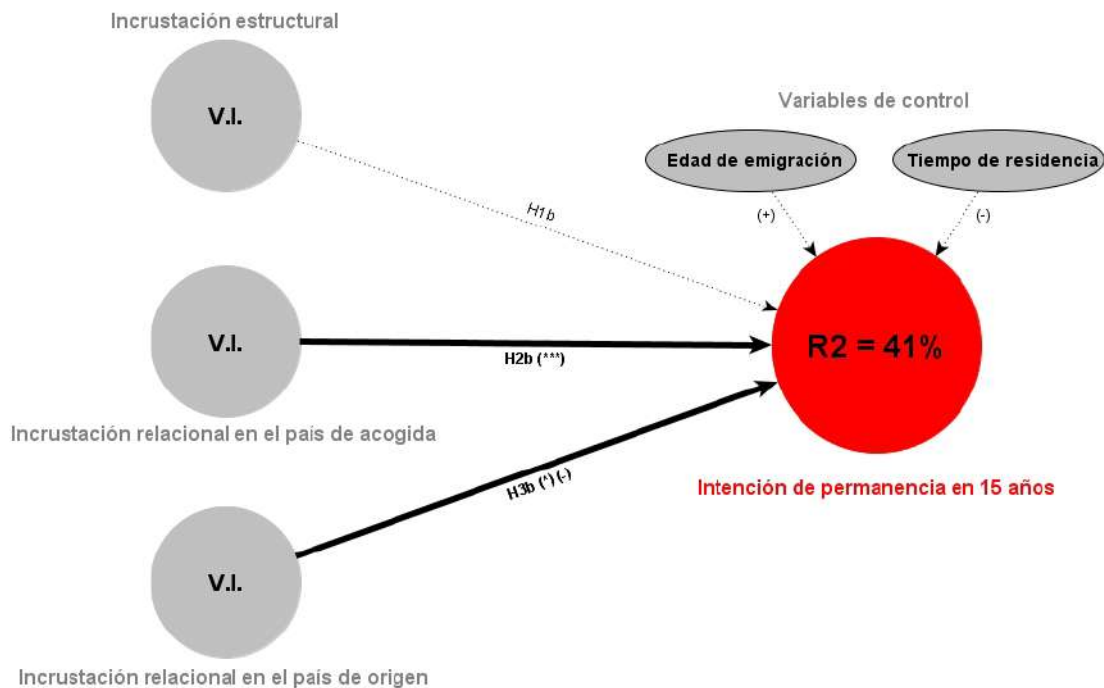 Incrustación estructural
V.I.
Variables de control
Edad de emigración
Tiempo de residencia
(+)
(-)
H1b
V.I.
R2 = 41%
H2b (***)
Incrustación relacional en el país de acogida
H3b (*) (-)
Intención de permanencia en 15 años
V.I.
Incrustación relacional en el país de origen